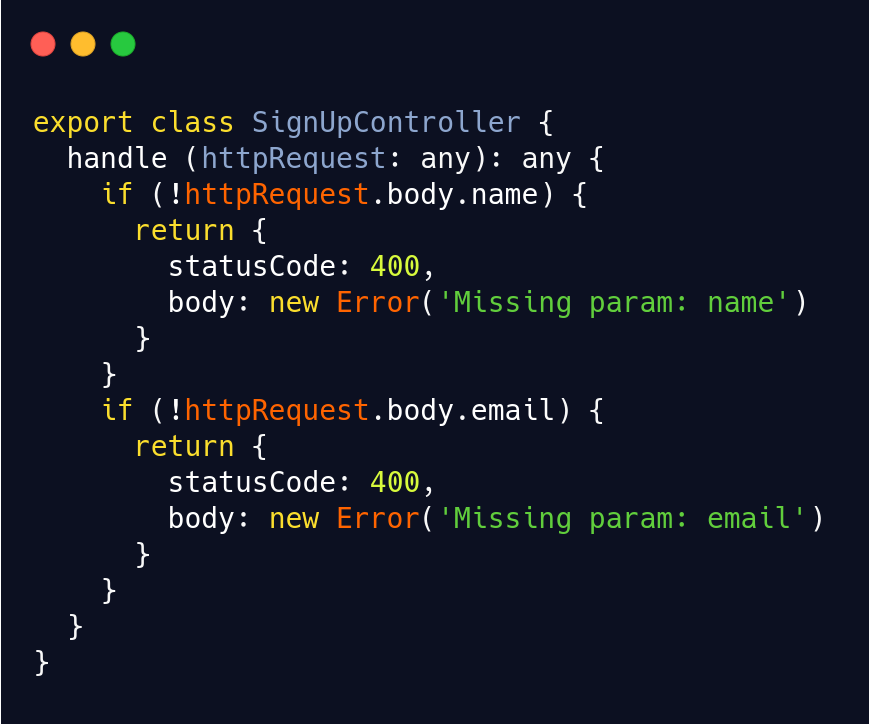 export class SignUpController {
  handle (httpRequest: any): any {
    if (!httpRequest.body.name) {
      return {
        statusCode: 400,
        body: new Error('Missing param: name')
      }
    }
    if (!httpRequest.body.email) {
      return {
        statusCode: 400,
        body: new Error('Missing param: email')
      }
    }
  }
}